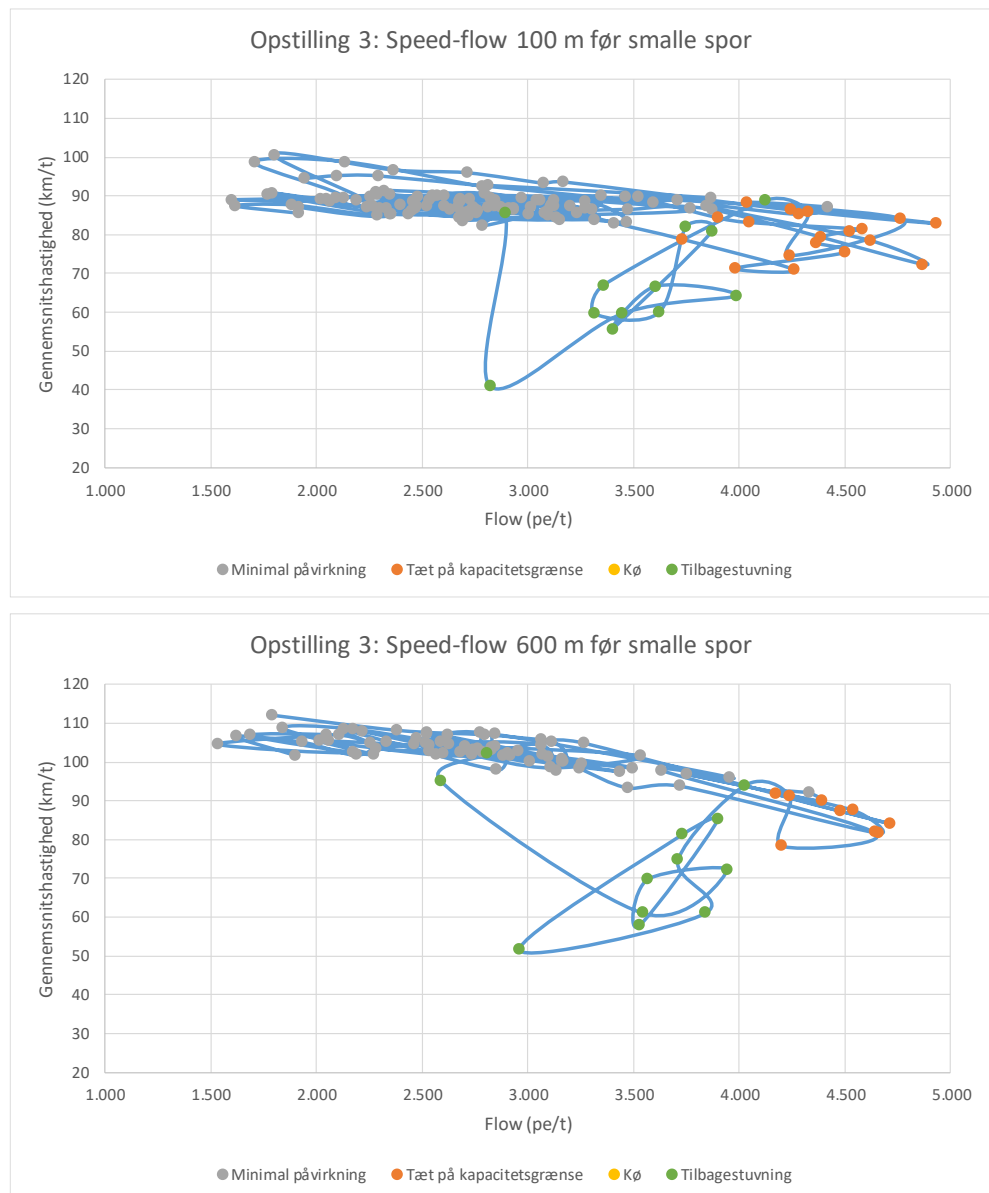 Opstilling 3: Speed-flow 100 m før smalle spor
120
110
100
90
80
70
60
50
40
30
20
Gennemsnitshastighed (km/t)
1.000 1.500 2.000 2.500 3.000 3.500 4.000 4.500 5.000
Flow (pe/t)
Minimal påvirkning Tæt på kapacitetsgrænse Kø Tilbagestuvning
Opstilling 3: Speed-flow 600 m før smalle spor
120
110
100
90
80
70
60
50
40
30
20
Gennemsnitshastighed (km/t)
1.000 1.500 2.000 2.500 3.000 3.500 4.000 4.500 5.000
Flow (pe/t)
Minimal påvirkning Tæt på kapacitetsgrænse Kø Tilbagestuvning